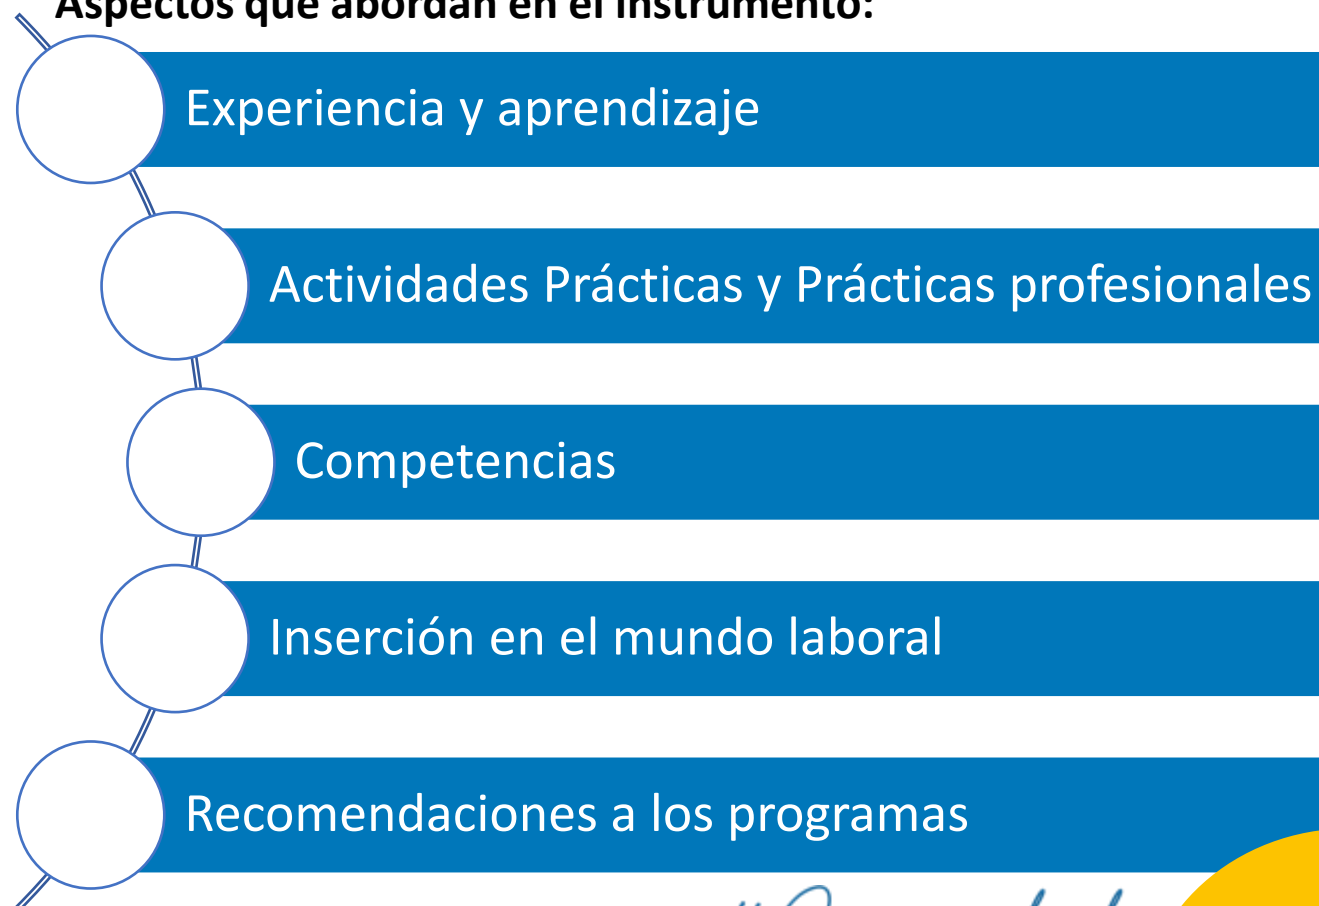 Aspectos que abordan en el instrumento:
Experiencia y aprendizaje
Actividades Prácticas y Prácticas profesionales
Competencias
Inserción en el mundo laboral
Recomendaciones a los programas